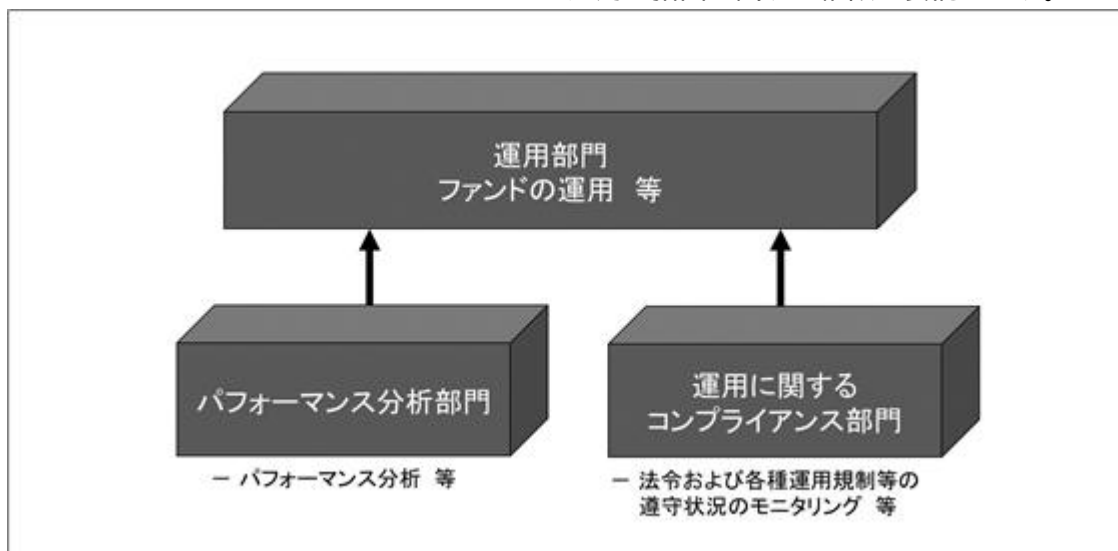 運用部門
ファンドの運用 等
パフォーマンス分析部門
－ パフォーマンス分析 等
運用に関する
コンプライアンス部門
－ 法令および各種運用規制等の
遵守状況のモニタリング 等